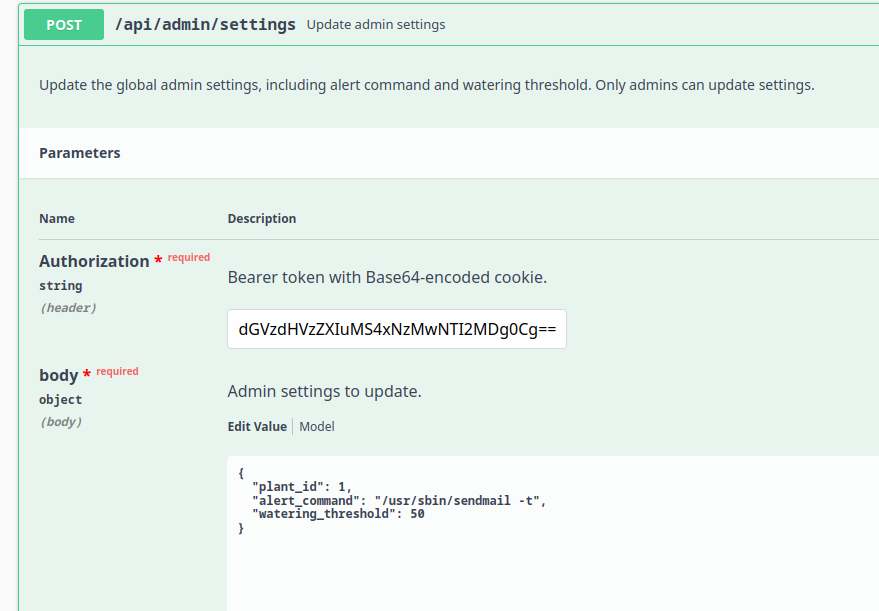 POST /api/admin/settings Update admin settings
Update the global admin settings, including alert command and watering threshold. Only admins can update settings.
Parameters
Name Description
Authorization * required
string
(header)
Bearer token with Base64-encoded cookie.
dGVzdHVzZXIuMS4xNzMwNTI2MDg0Cg==
body * required
object
(body)
Admin settings to update.
Edit Value | Model
{
  "plant_id": 1,
  "alert_command": "/usr/sbin/sendmail -t",
  "watering_threshold": 50
}